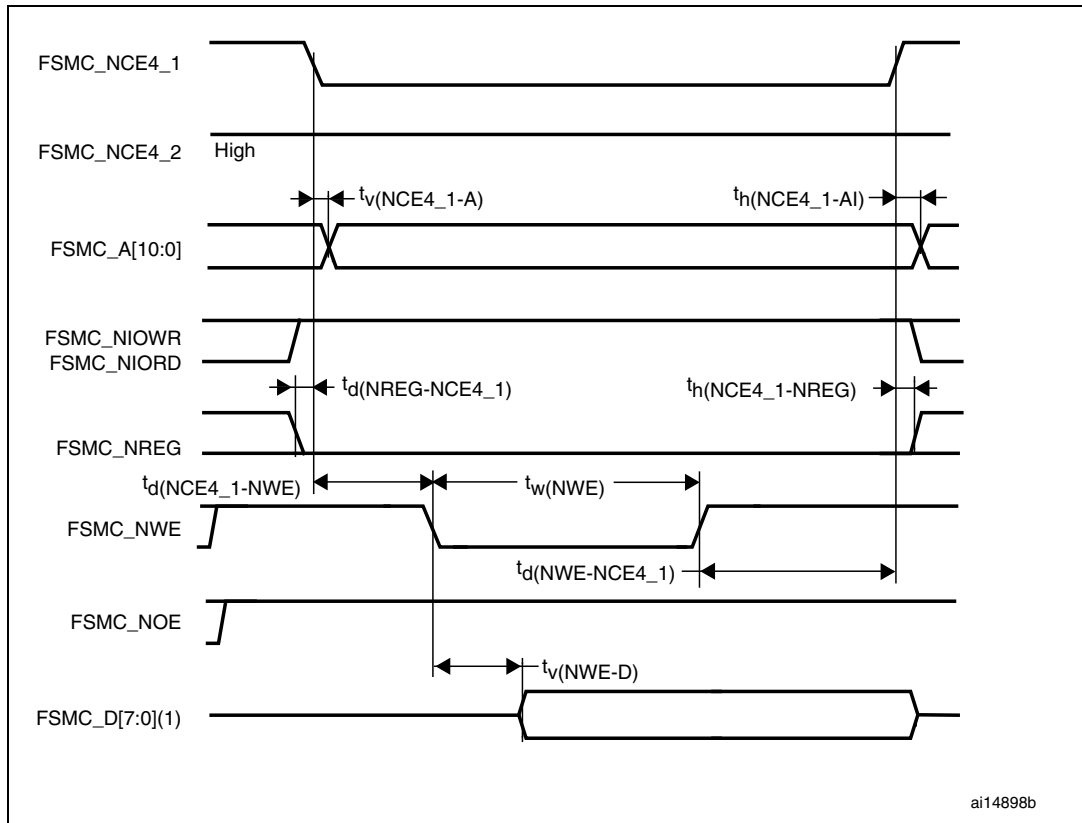 FSMC_NCE4_1
FSMC_NCE4_2 High
tv(NCE4_1-A) th(NCE4_1-AI)
FSMC_A[10:0]
FSMC_NIOWR
FSMC_NIORD
td(NREG-NCE4_1) th(NCE4_1-NREG)
FSMC_NREG
td(NCE4_1-NWE) tw(NWE)
FSMC_NWE
td(NWE-NCE4_1)
FSMC_NOE
tv(NWE-D)
FSMC_D[7:0](1)
ai14898b